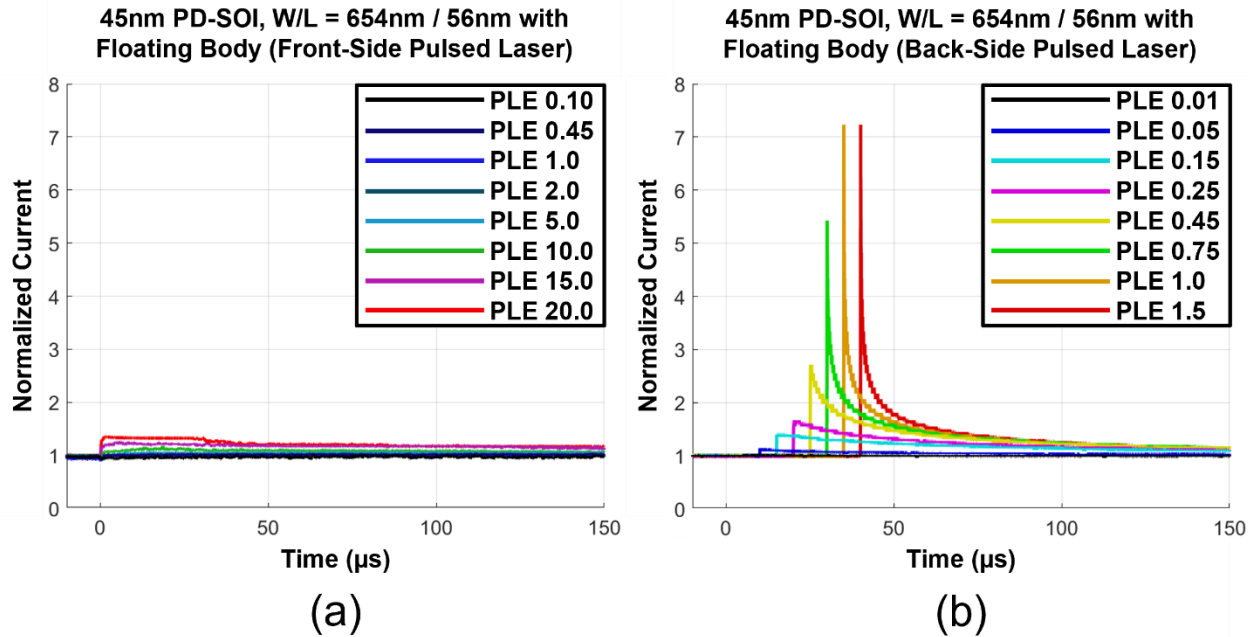 45nm PD-SOI, W/L = 654nm / 56nm with
Floating Body (Front-Side Pulsed Laser)
8
7
6
5
4
3
2
1
0
Normalized Current
PLE 0.10
PLE 0.45
PLE 1.0
PLE 2.0
PLE 5.0
PLE 10.0
PLE 15.0
PLE 20.0
0
50
100
150
Time (µs)
(a)
45nm PD-SOI, W/L = 654nm / 56nm with
Floating Body (Back-Side Pulsed Laser)
8
7
6
5
4
3
2
1
0
Normalized Current
PLE 0.01
PLE 0.05
PLE 0.15
PLE 0.25
PLE 0.45
PLE 0.75
PLE 1.0
PLE 1.5
0
50
100
150
Time (µs)
(b)